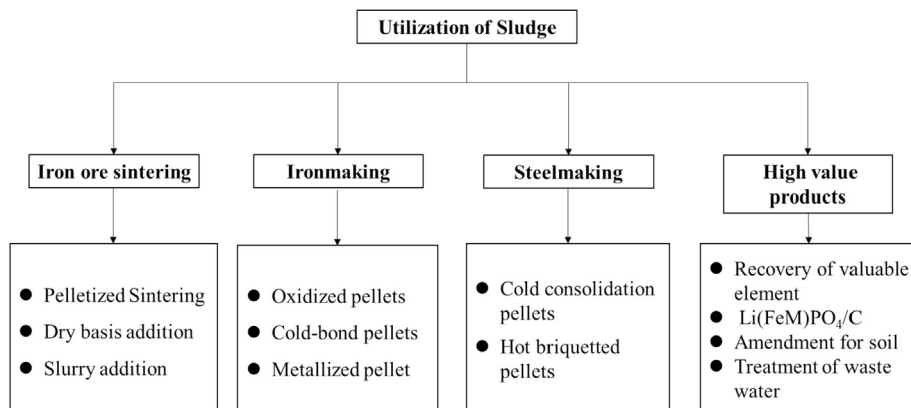 Utilization of Sludge
Iron ore sintering
Ironmaking
Steelmaking
High value
products
● Pelletized Sintering
● Dry basis addition
● Slurry addition
● Oxidized pellets
● Cold-bond pellets
● Metallized pellet
● Cold consolidation
pellets
● Hot briquetted
pellets
● Recovery of valuable
element
● Li(FeM)PO₄/C
● Amendment for soil
● Treatment of waste
water